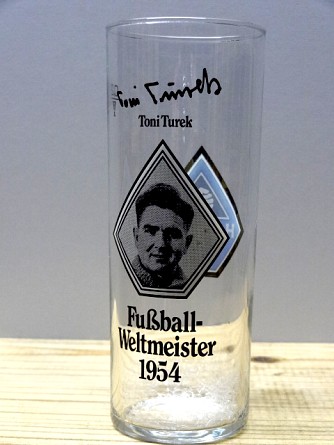 Toni Turek
Toni Turek
Fußball-
Weltmeister
1954